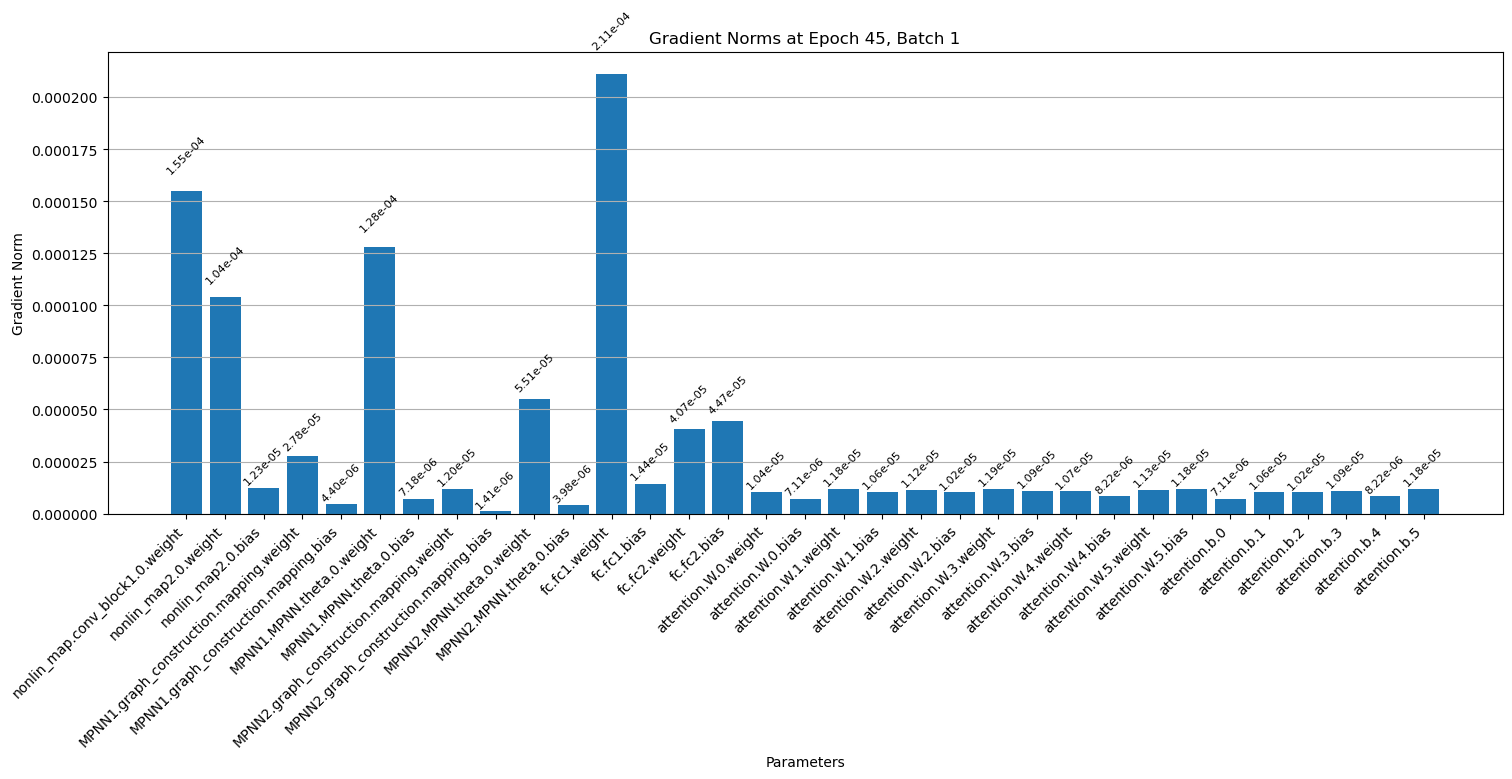 Gradient Norms at Epoch 45, Batch 1
Gradient Norm
0.000200
0.000175
0.000150
0.000125
0.000100
0.000075
0.000050
0.000025
0.000000
1.55e-04
1.04e-04
1.23e-05
2.78e-05
4.40e-06
1.28e-04
7.18e-06
1.20e-05
1.41e-06
5.51e-05
3.98e-06
2.11e-04
1.44e-05
4.07e-05
4.47e-05
1.04e-05
7.11e-06
1.18e-05
1.06e-05
1.12e-05
1.02e-05
1.19e-05
1.09e-05
1.07e-05
8.22e-06
1.13e-05
1.18e-05
7.11e-06
1.06e-05
1.02e-05
1.09e-05
8.22e-06
1.18e-05
nonlin_map.conv_block1.0.weight
nonlin_map2.0.weight
nonlin_map2.0.bias
MPNN1.graph_construction.mapping.weight
MPNN1.graph_construction.mapping.bias
MPNN1.MPNN.theta.0.weight
MPNN1.MPNN.theta.0.bias
MPNN2.graph_construction.mapping.weight
MPNN2.graph_construction.mapping.bias
MPNN2.MPNN.theta.0.weight
MPNN2.MPNN.theta.0.bias
fc.fc1.weight
fc.fc1.bias
fc.fc2.weight
fc.fc2.bias
attention.W.0.weight
attention.W.0.bias
attention.W.1.weight
attention.W.1.bias
attention.W.2.weight
attention.W.2.bias
attention.W.3.weight
attention.W.3.bias
attention.W.4.weight
attention.W.4.bias
attention.W.5.weight
attention.W.5.bias
attention.b.0
attention.b.1
attention.b.2
attention.b.3
attention.b.4
attention.b.5
Parameters